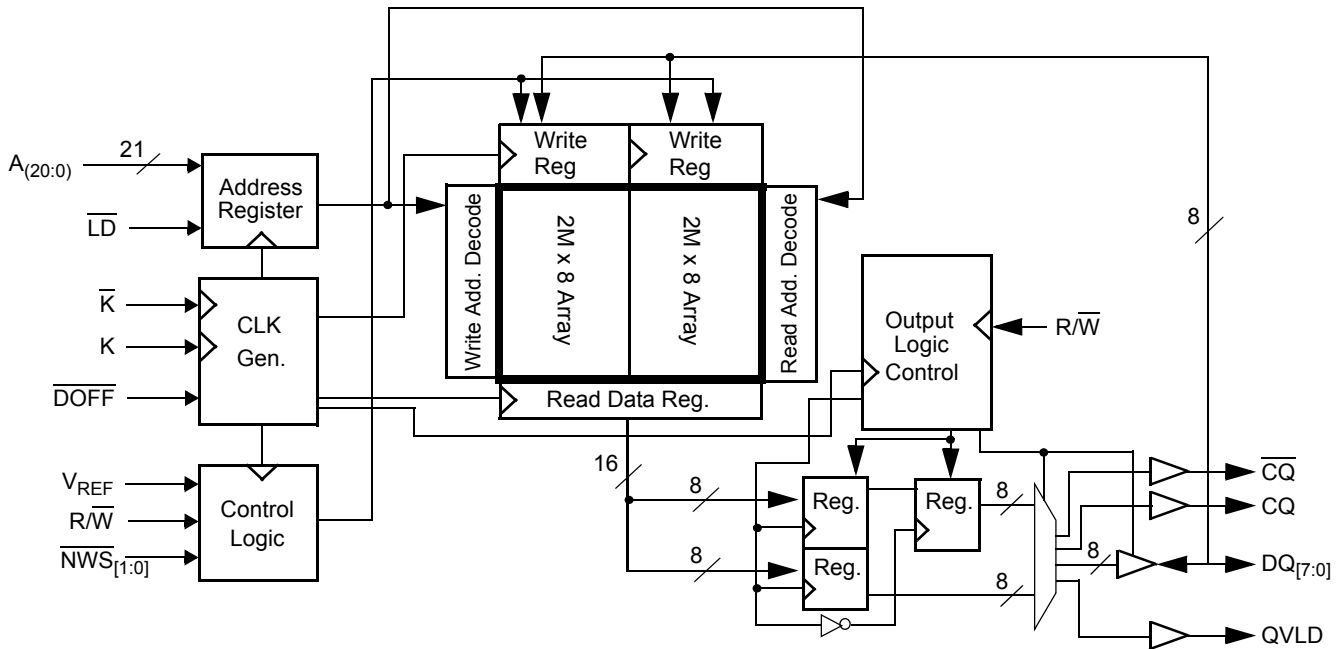 A(20:0)
21
LD
Address
Register
K
K
DOFF
CLK
Gen.
VREF
R/W
NWS[1:0]
Control
Logic
Write
Reg
Write
Reg
Write Add. Decode
2M x 8 Array
2M x 8 Array
Read Add. Decode
Read Data Reg.
16
8
8
Output
Logic
Control
R/W
8
Reg.
Reg.
Reg.
8
8
8
CQ
CQ
DQ[7:0]
QVLD